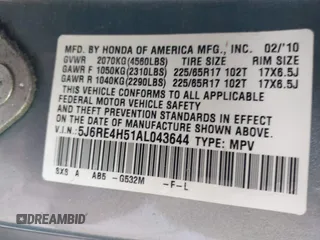 MFD. BY HONDA OF AMERICA MFG., INC. 02/'10
GVWR 2070KG(4560LBS) TIRE SIZE RIM SIZE
GAWR F 1050KG(2310LBS) 225/65R17 102T 17X6.5J
GAWR R 1040KG(2290LBS) 225/65R17 102T 17X6.5J
THIS VEHICLE CONFORMS TO ALL APPLICABLE FEDERAL MOTOR VEHICLE SAFETY AND THEFT PREVENTION STANDARDS IN EFFECT ON THE
DATE OF MANUFACTURE SHOWN ABOVE.
V.I.N: 5J6RE4H51AL043644 TYPE: MPV
SXS A AB5 -G532M -F-L
DREAMBID